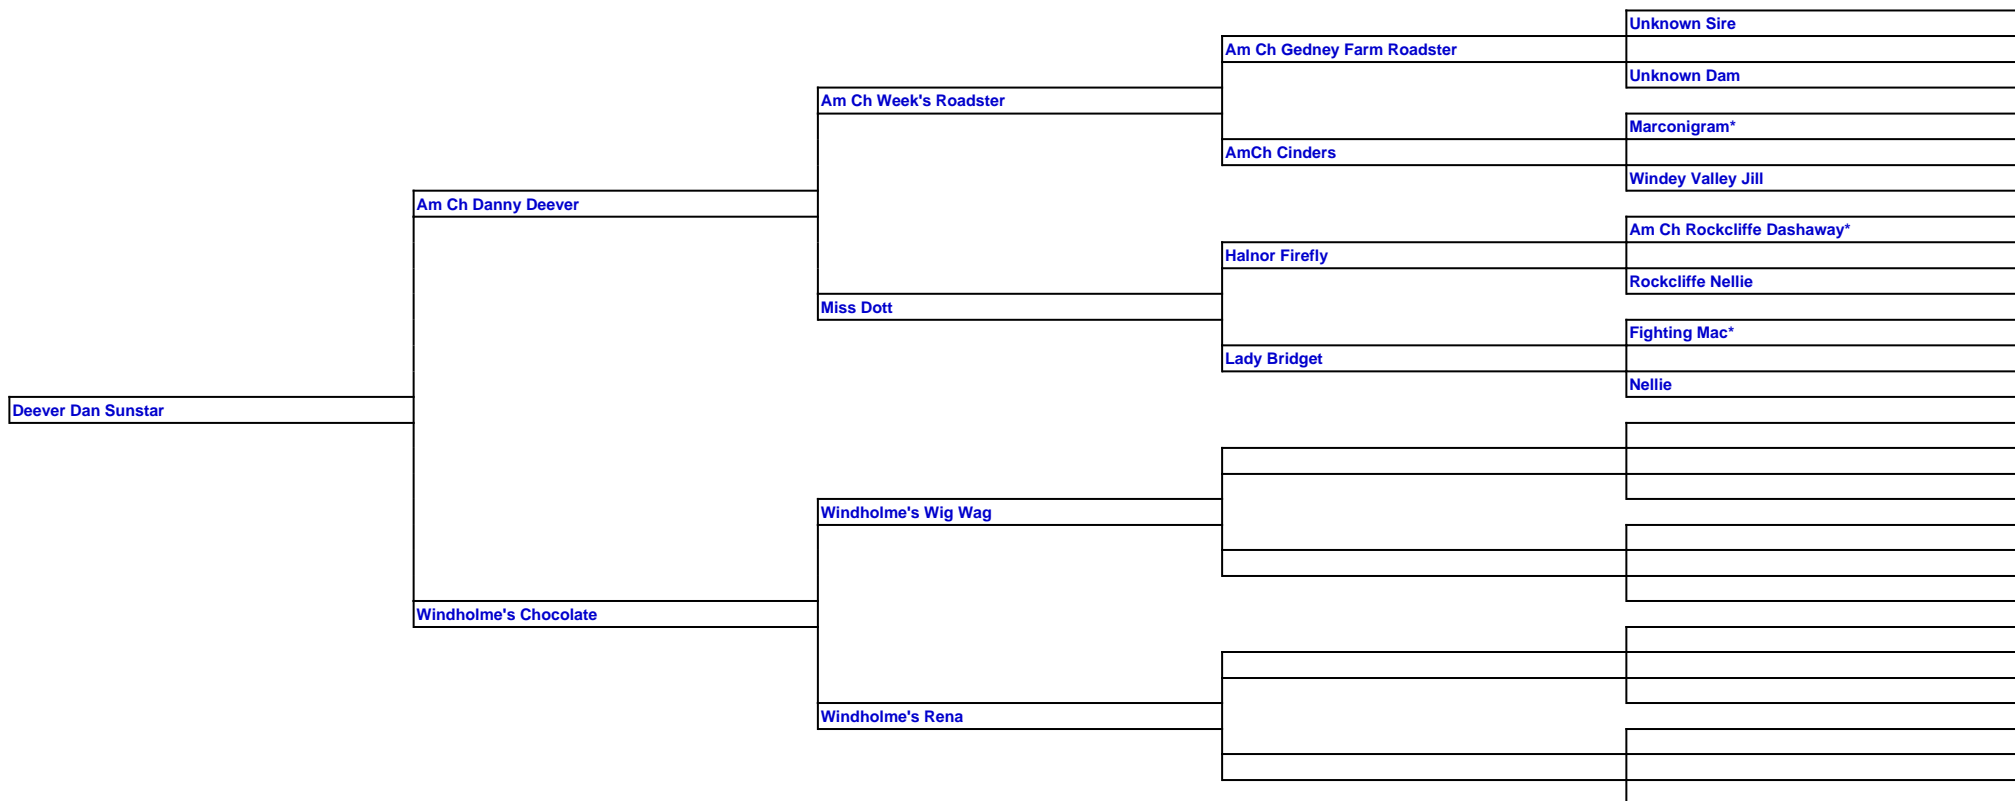 Unknown Sire
Am Ch Gedney Farm Roadster
Unknown Dam
Am Ch Week's Roadster
Marconigram*
AmCh Cinders
Windey Valley Jill
Am Ch Danny Deever
Am Ch Rockcliffe Dashaway*
Halnor Firefly
Rockcliffe Nellie
Miss Dott
Fighting Mac*
Lady Bridget
Nellie
Deever Dan Sunstar
Windholme's Wig Wag
Windholme's Chocolate
Windholme's Rena